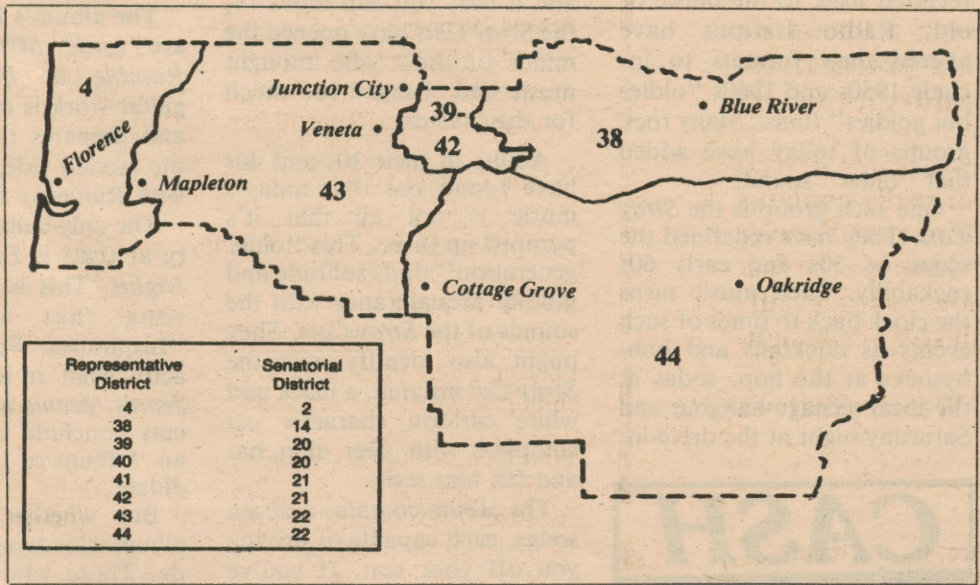 4
Florence
Mapleton
Junction City
Veneta
39
42
43
38
Blue River
Cottage Grove
Oakridge
44
Representative District Senatorial District
2
38 14
39 20
40 20
41 21
42 21
43 22
44 22